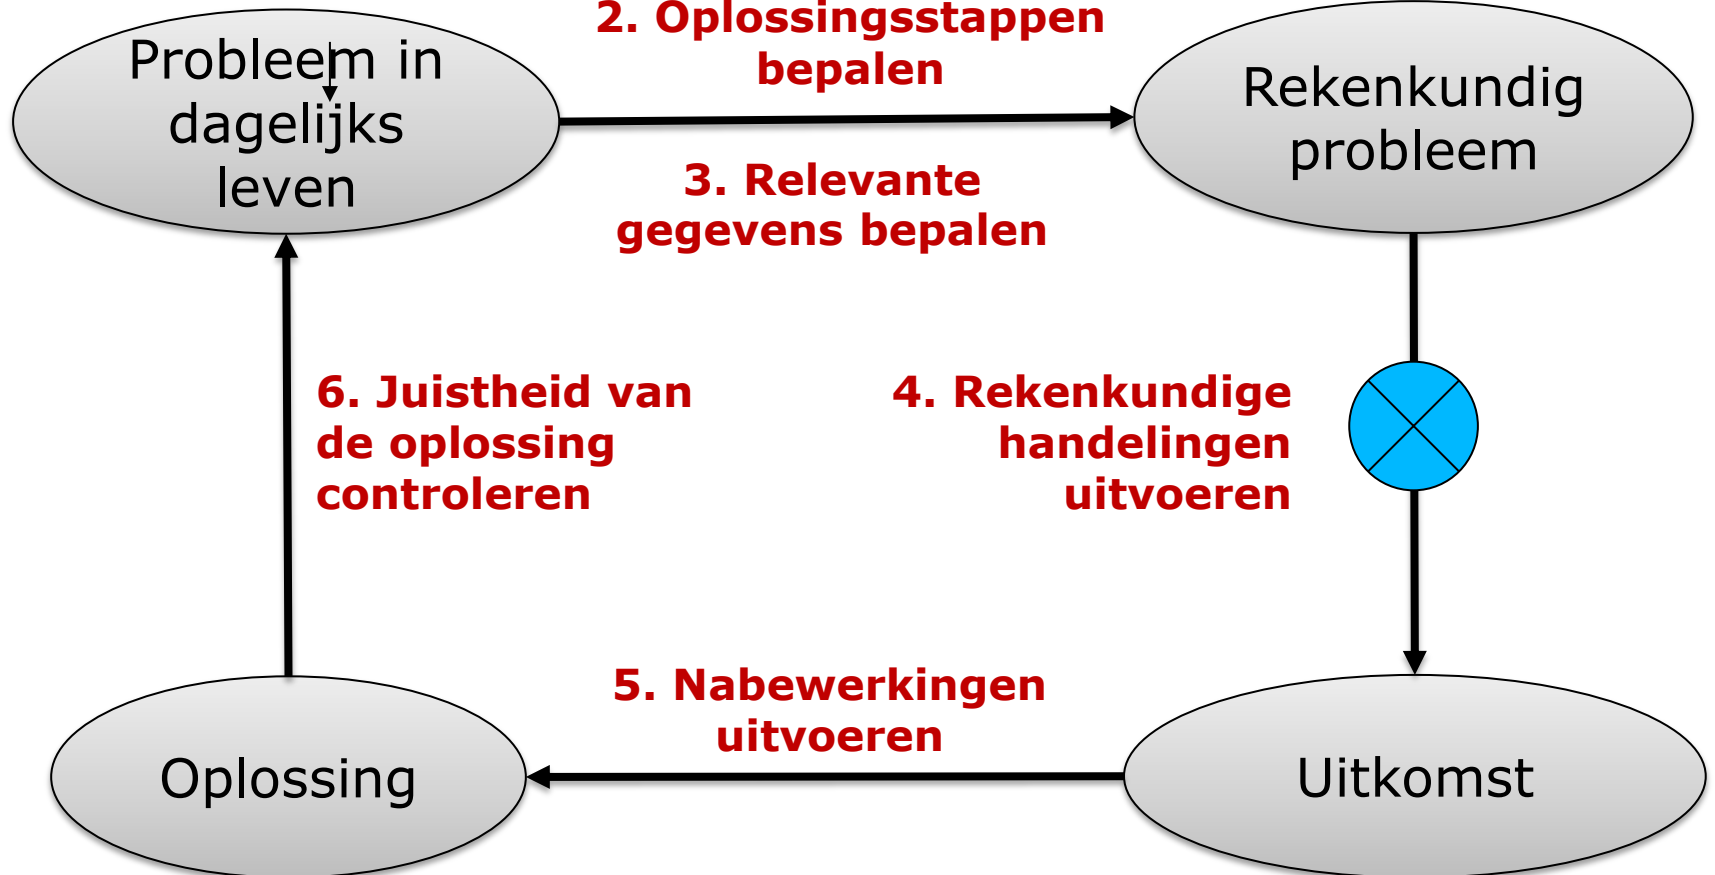 2. Oplossingsstappen
bepalen
Probleem in
dagelijks
leven
Rekenkundig
probleem
3. Relevante
gegevens bepalen
6. Juistheid van
de oplossing
controleren
4. Rekenkundige
handelingen
uitvoeren
5. Nabewerkingen
uitvoeren
Oplossing
Uitkomst